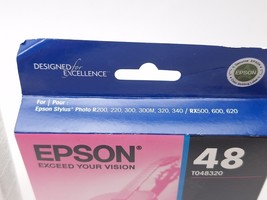 DESIGNED for EXCELLENCE
EPSON
For / Pour :
Epson Stylus® Photo R200, 220, 300, 300M, 320, 340 / RX500, 600, 620
EPSON®
EXCEED YOUR VISION
48
T048320